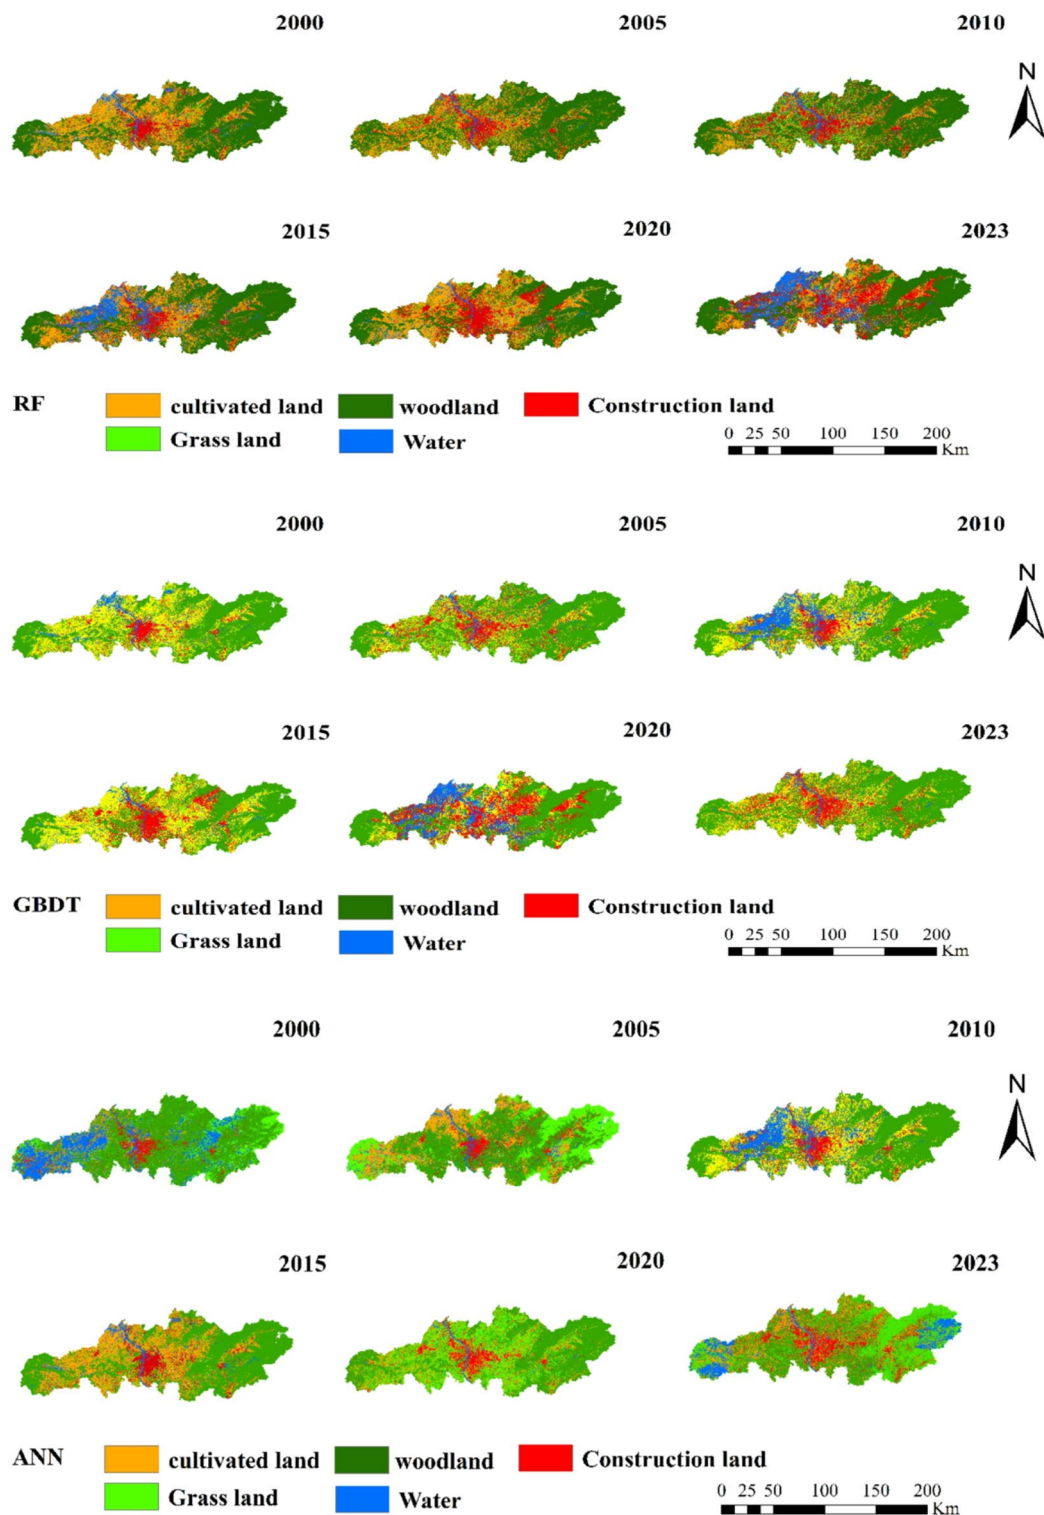 2000 2005 2010
N
2015 2020 2023
RF cultivated land woodland Construction land
Grass land Water
0 25 50 100 150 200
Km
2000 2005 2010
N
2015 2020 2023
GBDT cultivated land woodland Construction land
Grass land Water
0 25 50 100 150 200
Km
2000 2005 2010
N
2015 2020 2023
ANN cultivated land woodland Construction land
Grass land Water
0 25 50 100 150 200
Km